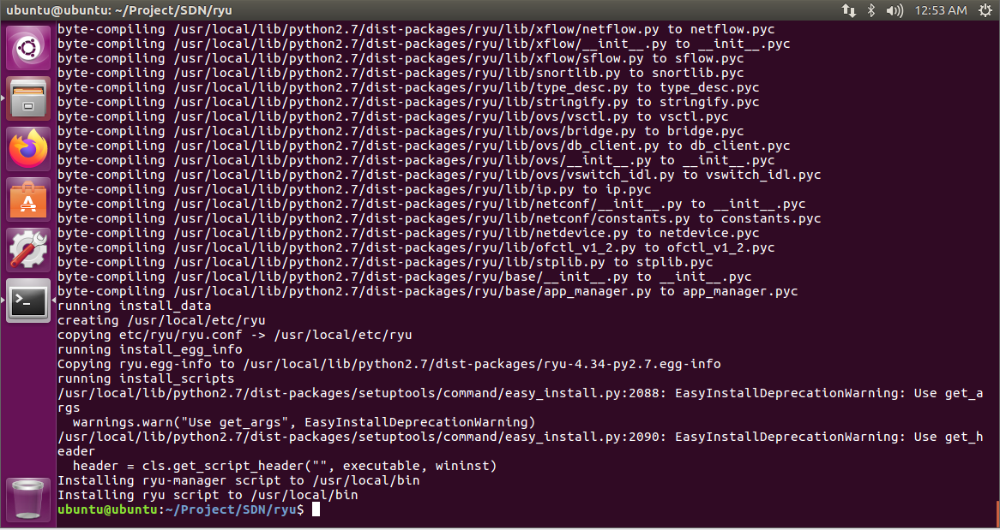 ubuntu@ubuntu: ~/Project/SDN/ryu
12:53 AM
byte-compiling /usr/local/lib/python2.7/dist-packages/ryu/lib/xflow/netflow.py to netflow.pyc
byte-compiling /usr/local/lib/python2.7/dist-packages/ryu/lib/xflow/__init__.py to __init__.pyc
byte-compiling /usr/local/lib/python2.7/dist-packages/ryu/lib/xflow/sflow.py to sflow.pyc
byte-compiling /usr/local/lib/python2.7/dist-packages/ryu/lib/snortlib.py to snortlib.pyc
byte-compiling /usr/local/lib/python2.7/dist-packages/ryu/lib/type_desc.py to type_desc.pyc
byte-compiling /usr/local/lib/python2.7/dist-packages/ryu/lib/stringify.py to stringify.pyc
byte-compiling /usr/local/lib/python2.7/dist-packages/ryu/lib/ovs/vsctl.py to vsctl.pyc
byte-compiling /usr/local/lib/python2.7/dist-packages/ryu/lib/ovs/bridge.py to bridge.pyc
byte-compiling /usr/local/lib/python2.7/dist-packages/ryu/lib/ovs/db_client.py to db_client.pyc
byte-compiling /usr/local/lib/python2.7/dist-packages/ryu/lib/ovs/__init__.py to __init__.pyc
byte-compiling /usr/local/lib/python2.7/dist-packages/ryu/lib/ovs/vswitch_idl.py to vswitch_idl.pyc
byte-compiling /usr/local/lib/python2.7/dist-packages/ryu/lib/ip.py to ip.pyc
byte-compiling /usr/local/lib/python2.7/dist-packages/ryu/lib/netconf/__init__.py to __init__.pyc
byte-compiling /usr/local/lib/python2.7/dist-packages/ryu/lib/netconf/constants.py to constants.pyc
byte-compiling /usr/local/lib/python2.7/dist-packages/ryu/lib/netdevice.py to netdevice.pyc
byte-compiling /usr/local/lib/python2.7/dist-packages/ryu/lib/ofctl_v1_2.py to ofctl_v1_2.pyc
byte-compiling /usr/local/lib/python2.7/dist-packages/ryu/lib/stplib.py to stplib.pyc
byte-compiling /usr/local/lib/python2.7/dist-packages/ryu/base/__init__.py to __init__.pyc
byte-compiling /usr/local/lib/python2.7/dist-packages/ryu/base/app_manager.py to app_manager.pyc
running install_data
creating /usr/local/etc/ryu
copying etc/ryu/ryu.conf -> /usr/local/etc/ryu
running install_egg_info
Copying ryu.egg-info to /usr/local/lib/python2.7/dist-packages/ryu-4.34-py2.7.egg-info
running install_scripts
/usr/local/lib/python2.7/dist-packages/setuptools/command/easy_install.py:2088: EasyInstallDeprecationWarning: Use get_a
rgs
  warnings.warn("Use get_args", EasyInstallDeprecationWarning)
/usr/local/lib/python2.7/dist-packages/setuptools/command/easy_install.py:2090: EasyInstallDeprecationWarning: Use get_h
eader
  header = cls.get_script_header("", executable, wininst)
Installing ryu-manager script to /usr/local/bin
Installing ryu script to /usr/local/bin
ubuntu@ubuntu:~/Project/SDN/ryu$